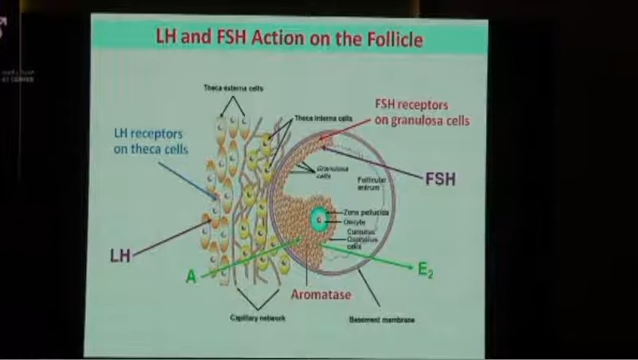 LH and FSH Action on the Follicle
Theca externa cells
Theca interna cells
FSH receptors
on granulosa cells
LH receptors
on theca cells
Granulosa
cells
Follicular
antrum
FSH
Zona pellucida
Oocyte
Cumulus
Oophorus
cells
LH
A
E₂
Aromatase
Capillary network
Basement membrane